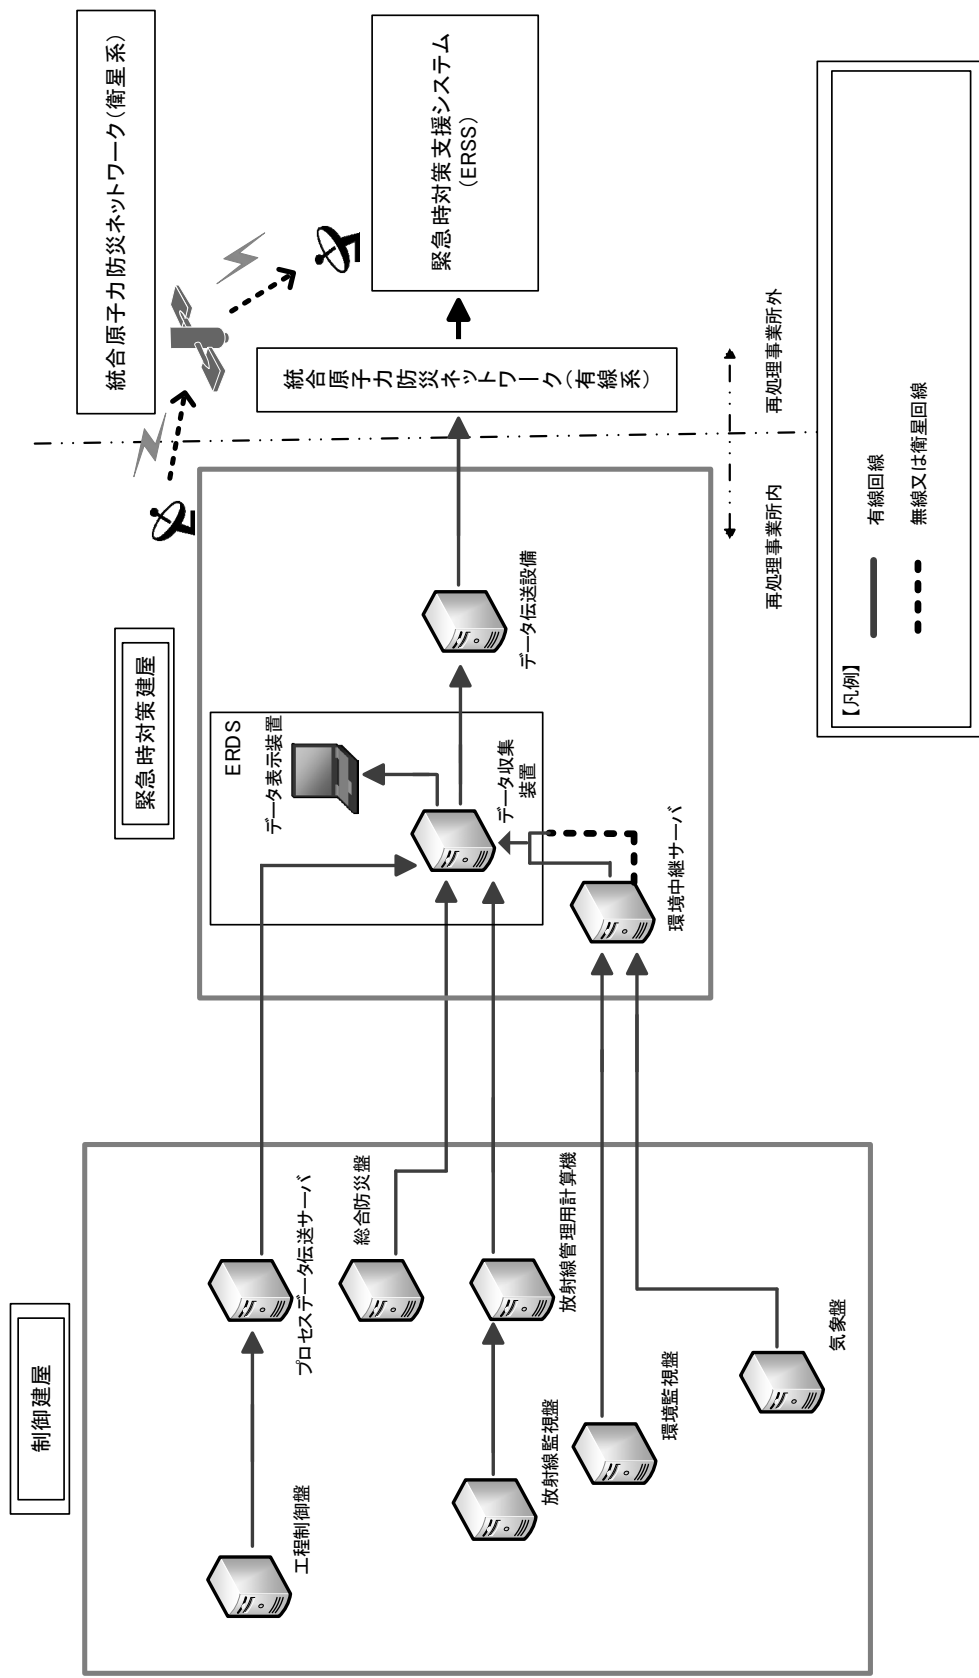 制御建屋
工程制御盤
プロセスデータ伝送サーバ
総合防災盤
放射線監視盤
放射線管理用計算機
環境監視盤
気象盤
緊急時対策建屋
ERDS
データ表示装置
データ収集
装置
環境中継サーバ
データ伝送設備
統合原子力防災ネットワーク(衛星系)
統合原子力防災ネットワーク(有線系)
緊急時対策支援システム
(ERSS)
再処理事業所内
再処理事業所外
【凡例】
有線回線
無線又は衛星回線